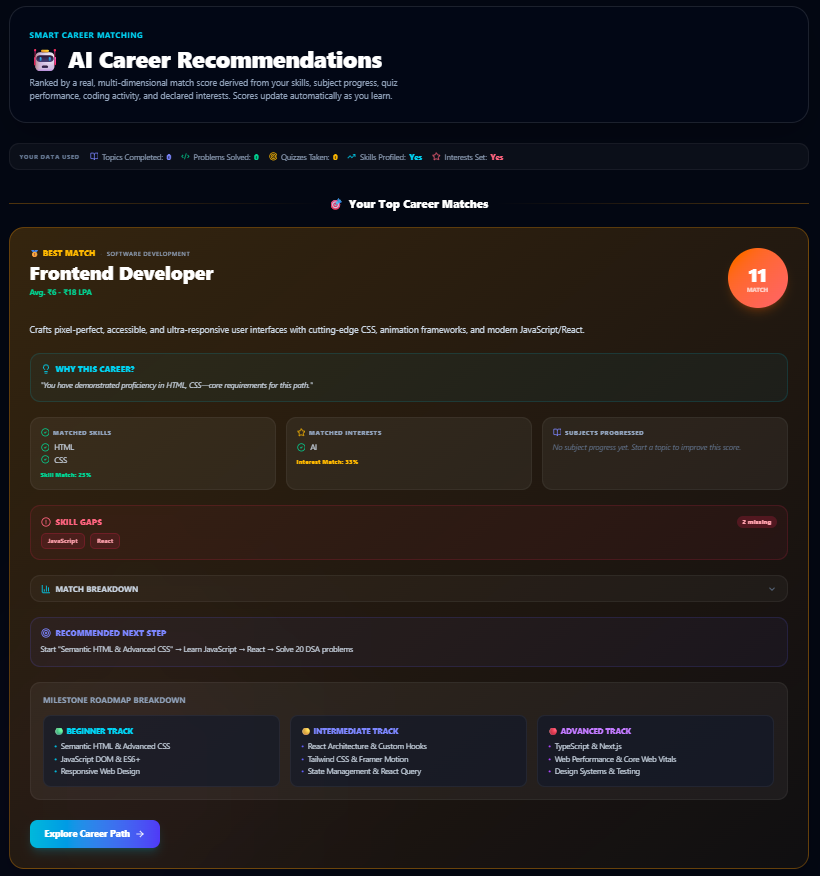 SMART CAREER MATCHING
AI Career Recommendations
Ranked by a real, multi-dimensional match score derived from your skills, subject progress, quiz
performance, coding activity, and declared interests. Scores update automatically as you learn.
YOUR DATA USED Topics Completed: 0 Problems Solved: 0 Quizzes Taken: 0 Skills Profiled: Yes Interests Set: Yes
Your Top Career Matches
BEST MATCH SOFTWARE DEVELOPMENT
Frontend Developer
Avg. ₹6 - ₹18 LPA
11
MATCH
Crafts pixel-perfect, accessible, and ultra-responsive user interfaces with cutting-edge CSS, animation frameworks, and modern JavaScript/React.
WHY THIS CAREER?
"You have demonstrated proficiency in HTML, CSS—core requirements for this path."
MATCHED SKILLS
HTML
CSS
Skill Match: 25%
MATCHED INTERESTS
AI
Interest Match: 33%
SUBJECTS PROGRESSED
No subject progress yet. Start a topic to improve this score.
SKILL GAPS
2 missing
JavaScript React
MATCH BREAKDOWN
RECOMMENDED NEXT STEP
Start "Semantic HTML & Advanced CSS" → Learn JavaScript → React → Solve 20 DSA problems
MILESTONE ROADMAP BREAKDOWN
BEGINNER TRACK
• Semantic HTML & Advanced CSS
• JavaScript DOM & ES6+
• Responsive Web Design
INTERMEDIATE TRACK
• React Architecture & Custom Hooks
• Tailwind CSS & Framer Motion
• State Management & React Query
ADVANCED TRACK
• TypeScript & Next.js
• Web Performance & Core Web Vitals
• Design Systems & Testing
Explore Career Path →